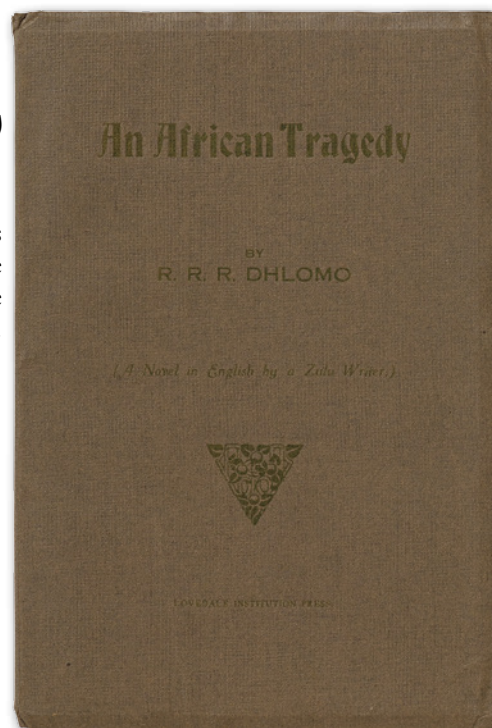 An African Tragedy
BY
R. R. R. DHLOMO
(A Novel in English by a Zulu Writer.)
LOVEDALE INSTITUTION PRESS